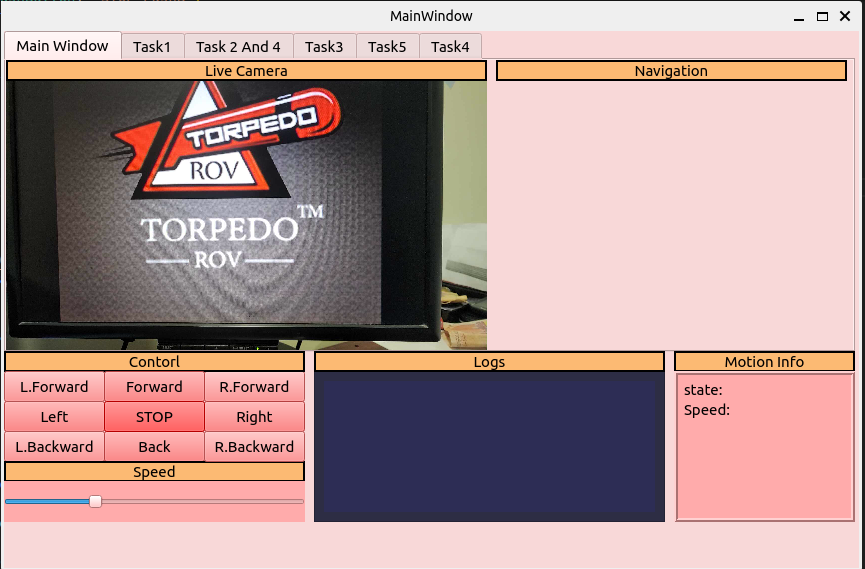 MainWindow
Main Window Task1 Task 2 And 4 Task3 Task5 Task4
Live Camera
Navigation
TORPEDO
ROV
TORPEDO™
ROV
Contorl
L.Forward Forward R.Forward
Left STOP Right
L.Backward Back R.Backward
Speed
Logs
Motion Info
state:
Speed: